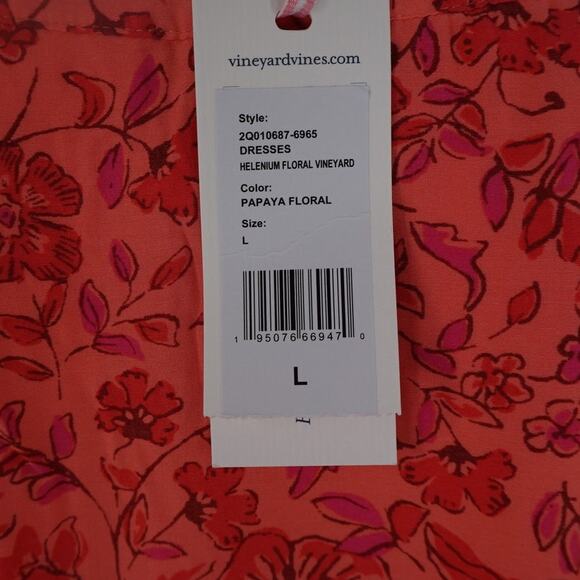 vineyardvines.com
Style:
2Q010687-6965
DRESSES
HELENIUM FLORAL VINEYARD
Color:
PAPAYA FLORAL
Size:
L
1 95076 66947 0
L